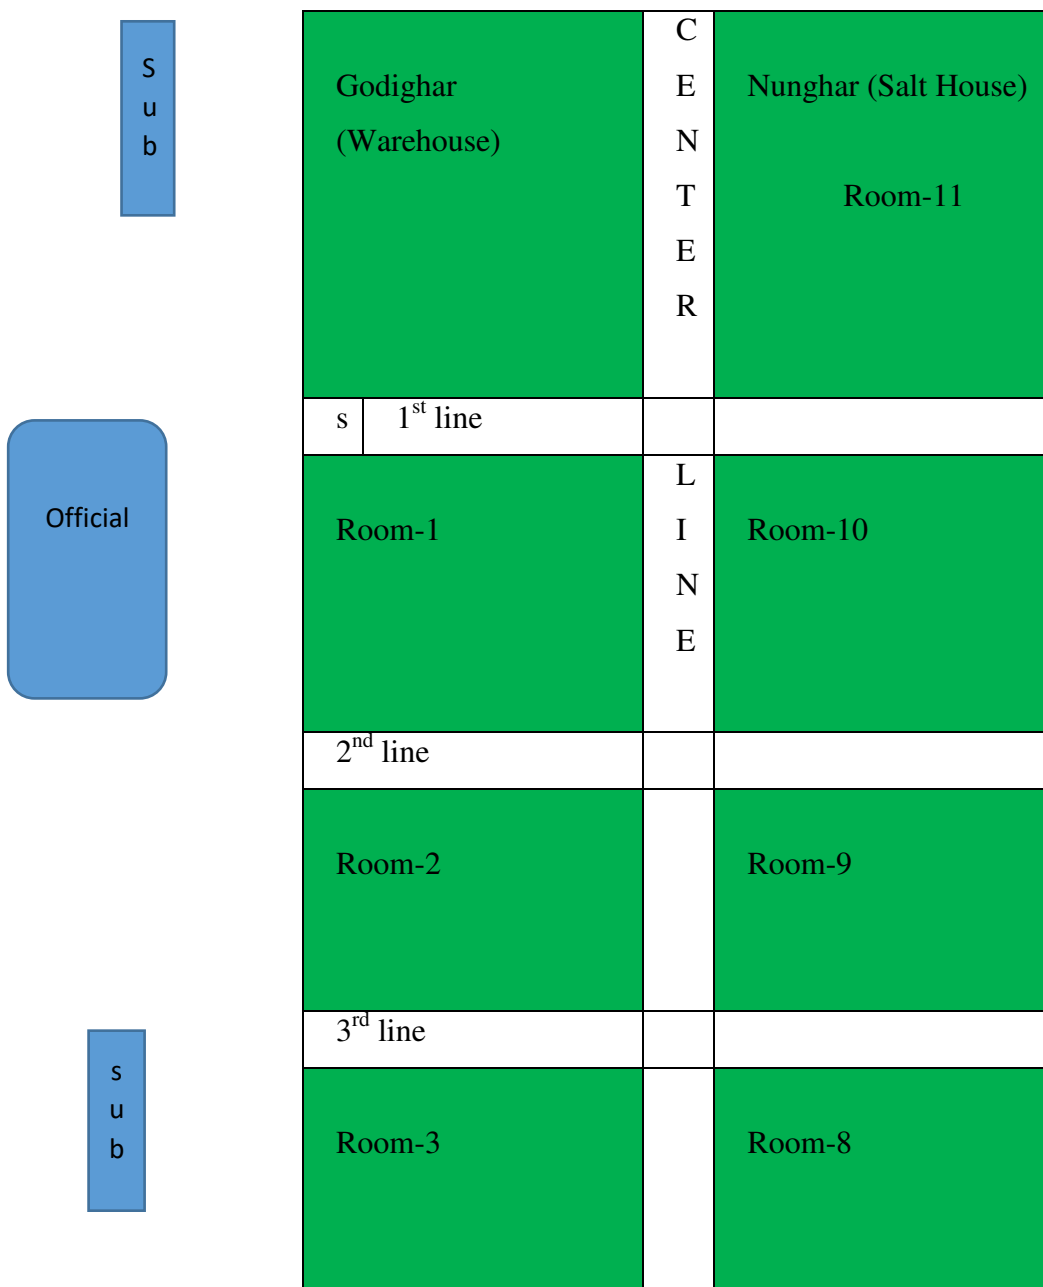 S
u
b
Godighar
(Warehouse)
C
E
N
T
E
R
Nunghar (Salt House)
Room-11
s
1st line
Official
Room-1
L
I
N
E
Room-10
2nd line
Room-2
Room-9
3rd line
s
u
b
Room-3
Room-8